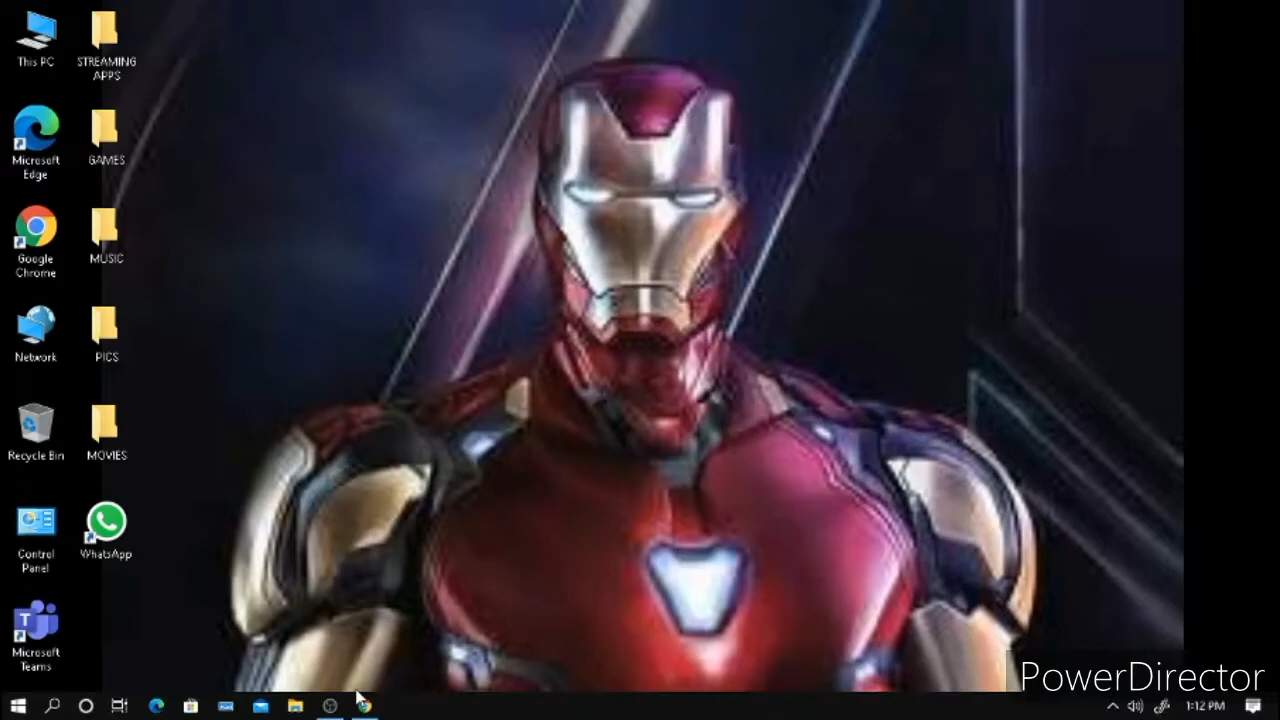 This PC
STREAMING
APPS
Microsoft
Edge
GAMES
Google
Chrome
MUSIC
Network
PICS
Recycle Bin
MOVIES
Control
Panel
WhatsApp
Microsoft
Teams
PowerDirector
1:12 PM